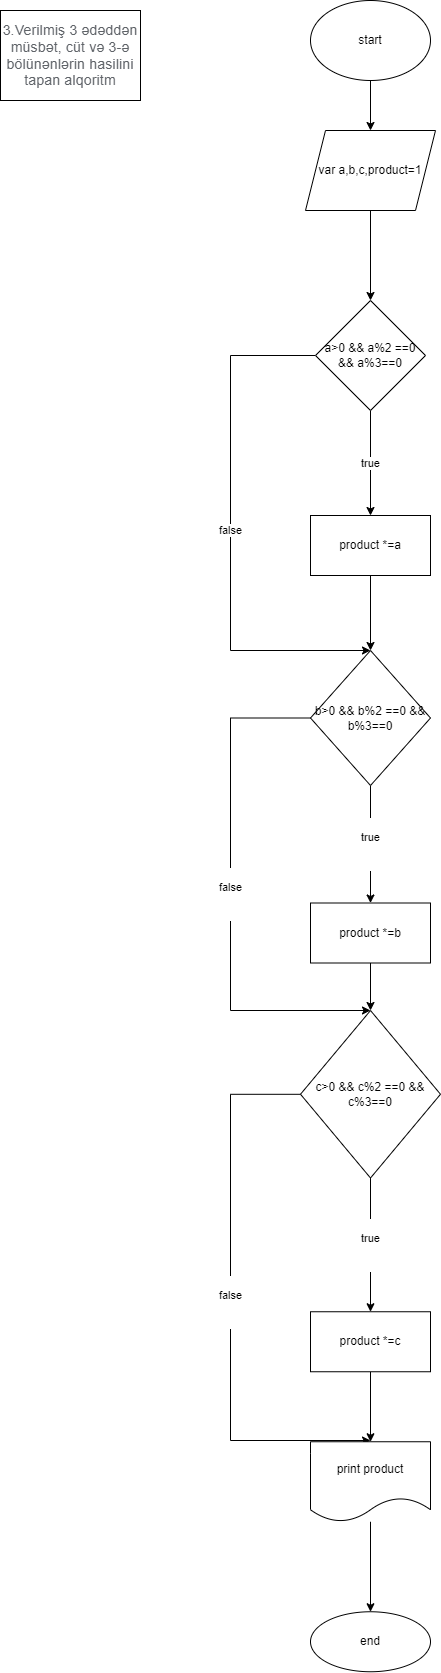 3.Verilmiş 3 ədəddən
müsbət, cüt və 3-ə
bölünənlərin hasilini
tapan alqoritm
start
var a,b,c,product=1
a>0 && a%2 ==0
&& a%3==0
true
false
product *=a
b>0 && b%2 ==0 &&
b%3==0
true
false
product *=b
c>0 && c%2 ==0 &&
c%3==0
true
false
product *=c
print product
end